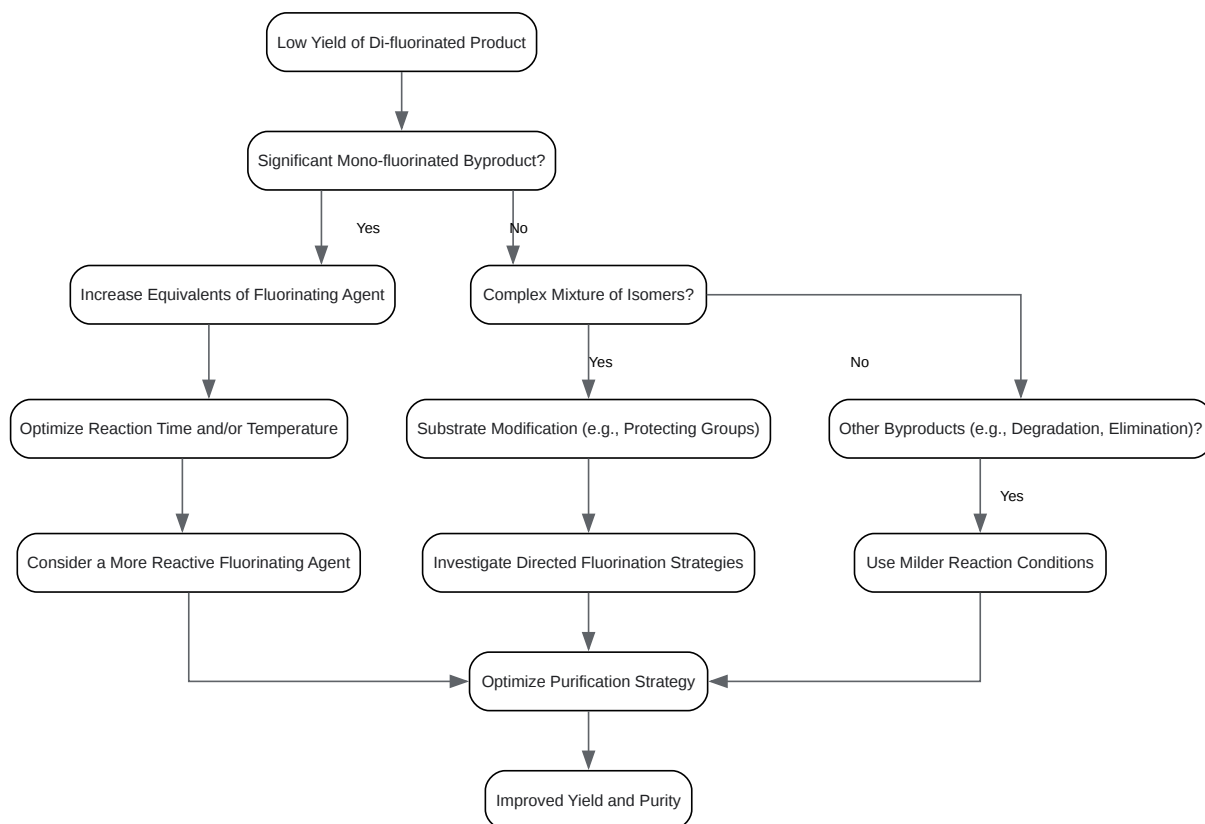 Low Yield of Di-fluorinated Product
Significant Mono-fluorinated Byproduct?
Yes
No
Increase Equivalents of Fluorinating Agent
Complex Mixture of Isomers?
Yes
No
Optimize Reaction Time and/or Temperature
Substrate Modification (e.g., Protecting Groups)
Other Byproducts (e.g., Degradation, Elimination)?
Yes
Consider a More Reactive Fluorinating Agent
Investigate Directed Fluorination Strategies
Use Milder Reaction Conditions
Optimize Purification Strategy
Improved Yield and Purity